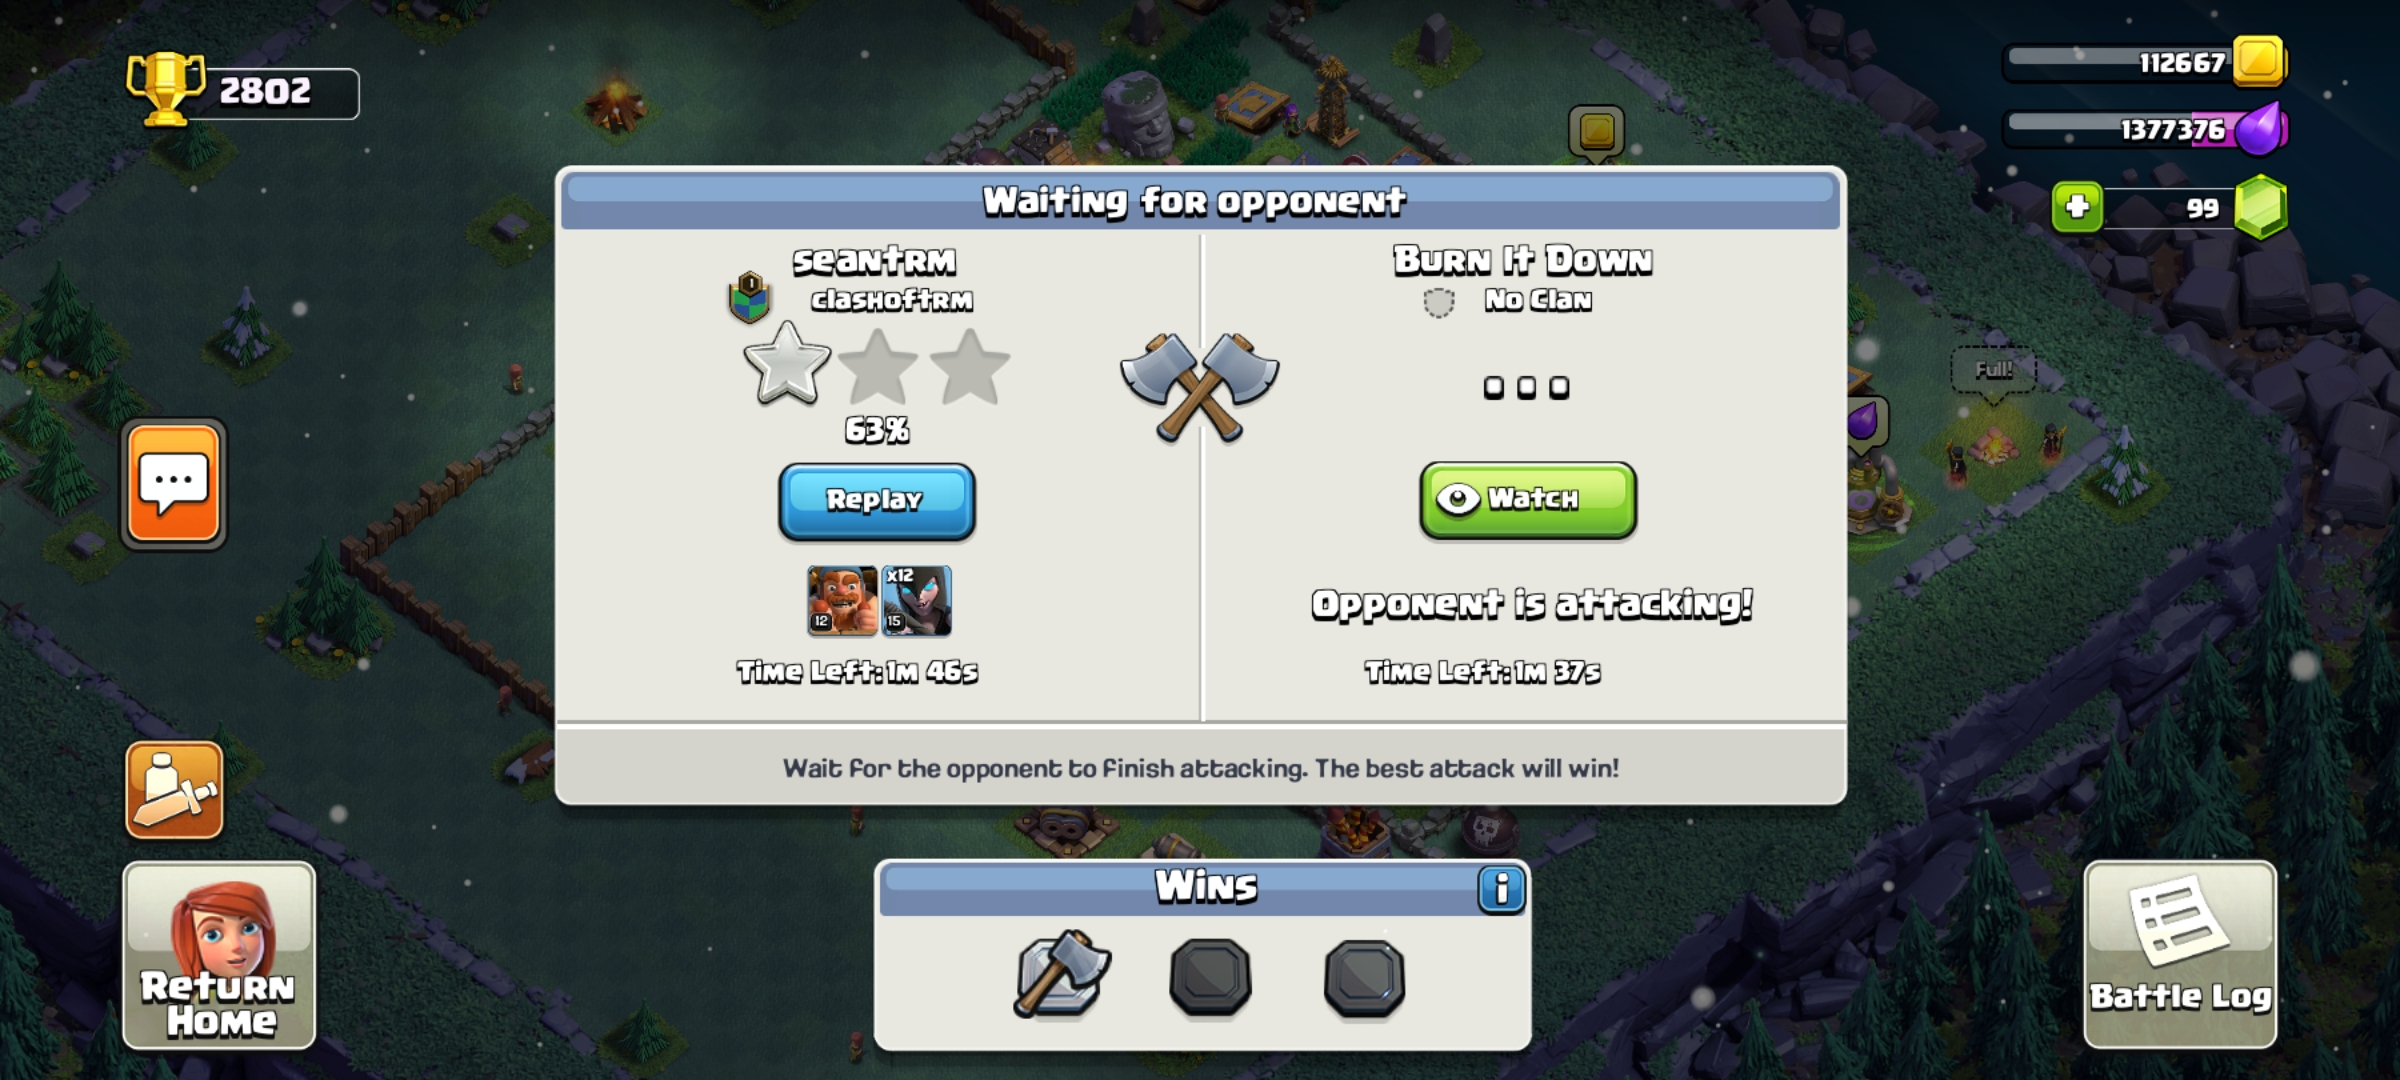 2802
112667
1377376
99
Full!
Waiting for opponent
seantrm
1
clashoftrm
63%
Replay
12
x12
15
Time Left:1m 46s
Burn It Down
No Clan
Watch
Opponent is attacking!
Time Left:1m 37s
Wait for the opponent to finish attacking. The best attack will win!
Wins
i
Return
Home
Battle Log